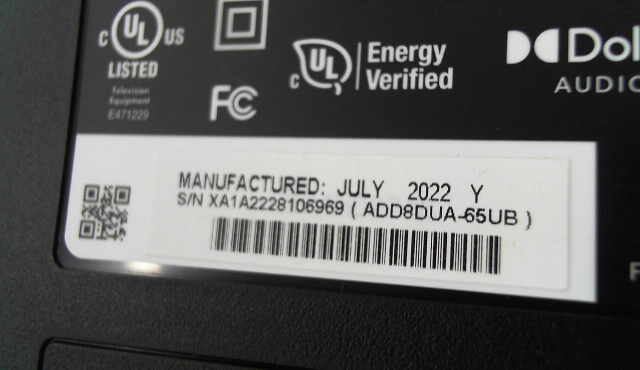 C UL US
LISTED
Television
Equipment
E471229
FC
C UL
Energy
Verified
Dol
AUDIO
MANUFACTURED: JULY 2022 Y
S/N XA1A2228106969 ( ADD8DUA-65UB )
F